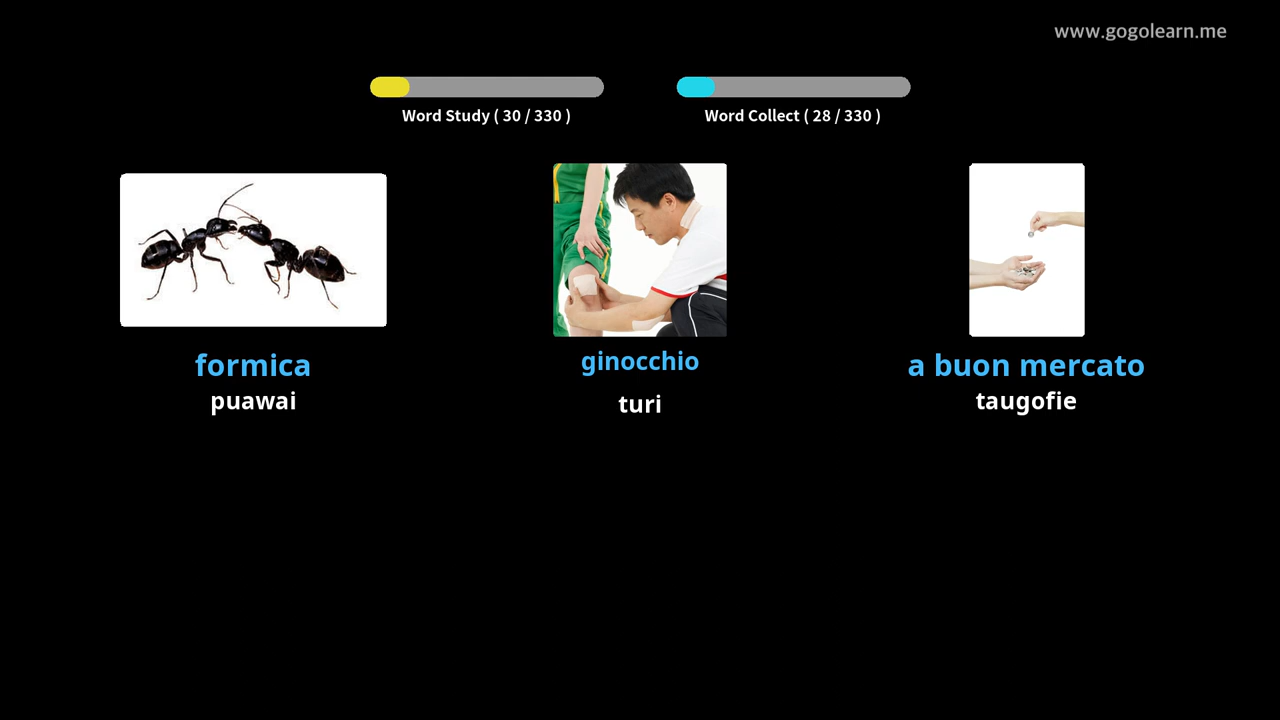 www.gogolearn.me
Word Study ( 30 / 330 )
Word Collect ( 28 / 330 )
formica
puawai
ginocchio
turi
a buon mercato
taugofie